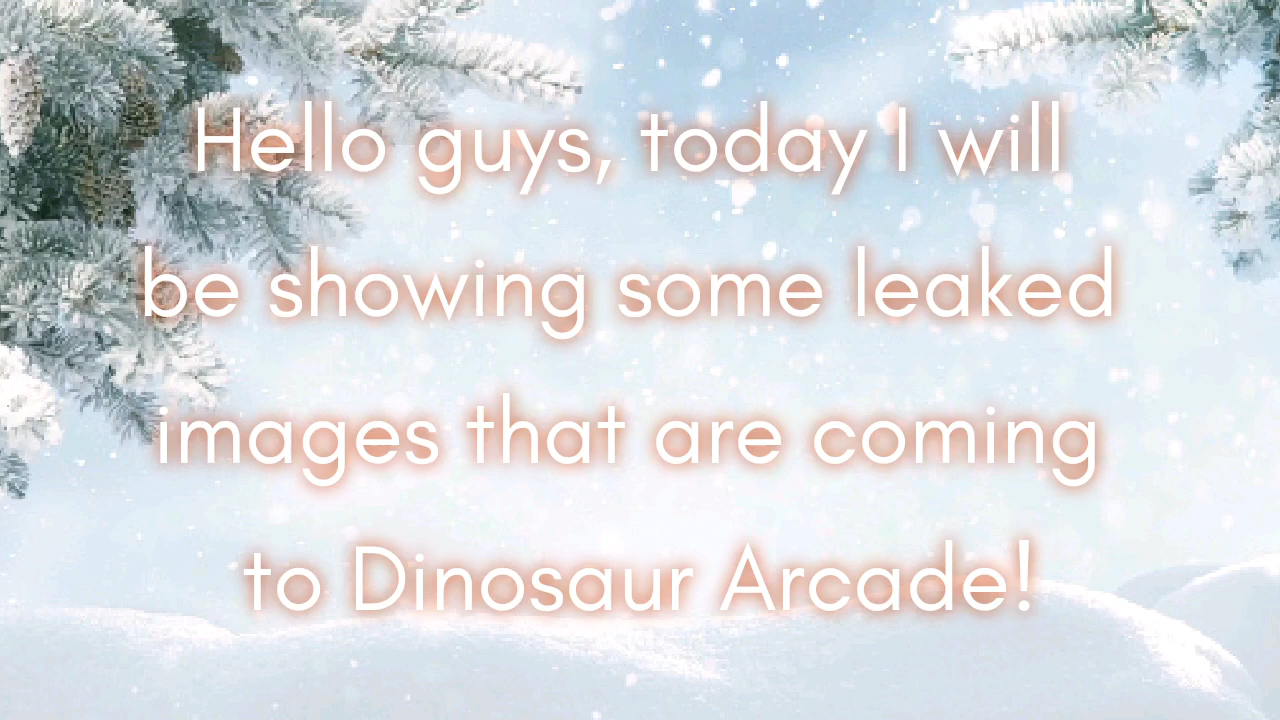 Hello guys, today I will
be showing some leaked
images that are coming
to Dinosaur Arcade!